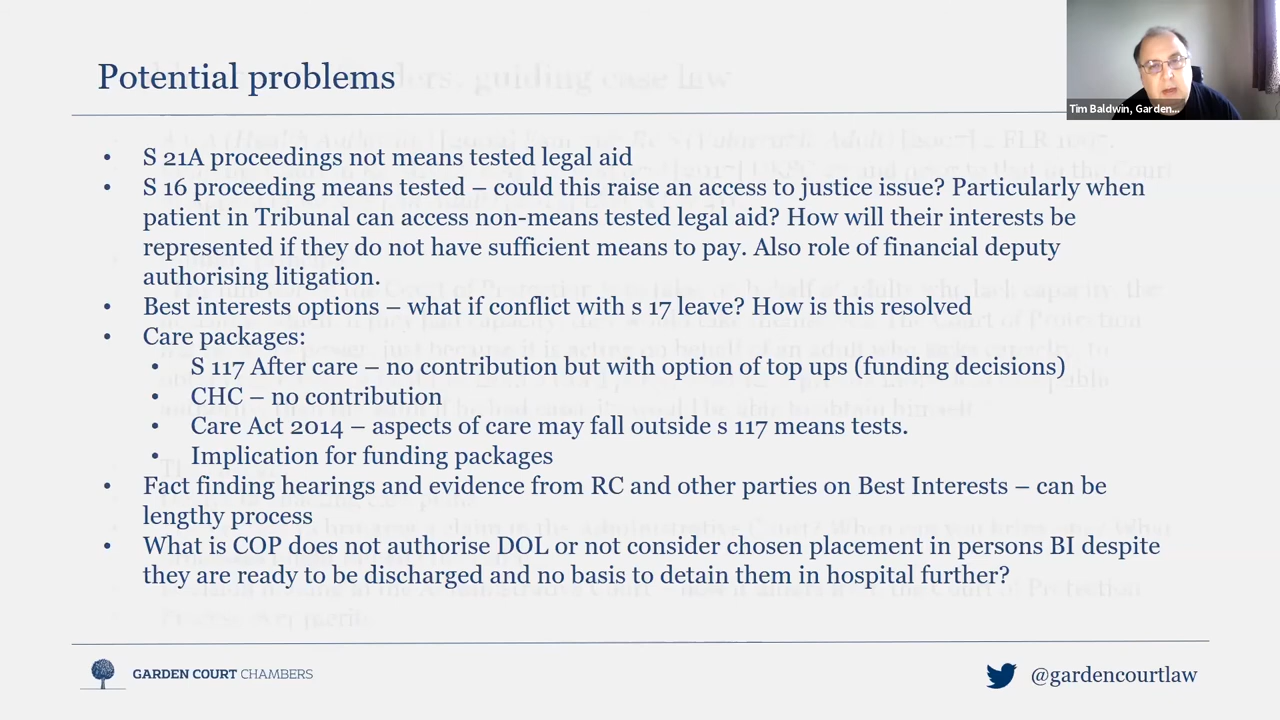 Potential problems
Tim Baldwin, Garden...
• S 21A proceedings not means tested legal aid
• S 16 proceeding means tested – could this raise an access to justice issue? Particularly when
patient in Tribunal can access non-means tested legal aid? How will their interests be
represented if they do not have sufficient means to pay. Also role of financial deputy
authorising litigation.
• Best interests options – what if conflict with s 17 leave? How is this resolved
• Care packages:
• S 117 After care – no contribution but with option of top ups (funding decisions)
• CHC – no contribution
• Care Act 2014 – aspects of care may fall outside s 117 means tests.
• Implication for funding packages
• Fact finding hearings and evidence from RC and other parties on Best Interests – can be
lengthy process
• What is COP does not authorise DOL or not consider chosen placement in persons BI despite
they are ready to be discharged and no basis to detain them in hospital further?
GARDEN COURT CHAMBERS
@gardencourtlaw